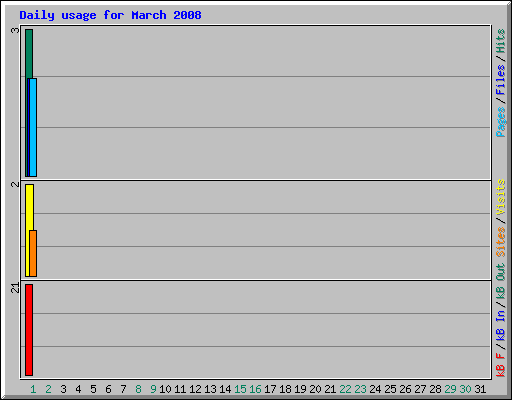 Daily usage for March 2008
3
2
21
Pages/Files/Hits
Sites/Visits
kB F/kB In/kB Out
1 2 3 4 5 6 7 8 9 10 11 12 13 14 15 16 17 18 19 20 21 22 23 24 25 26 27 28 29 30 31